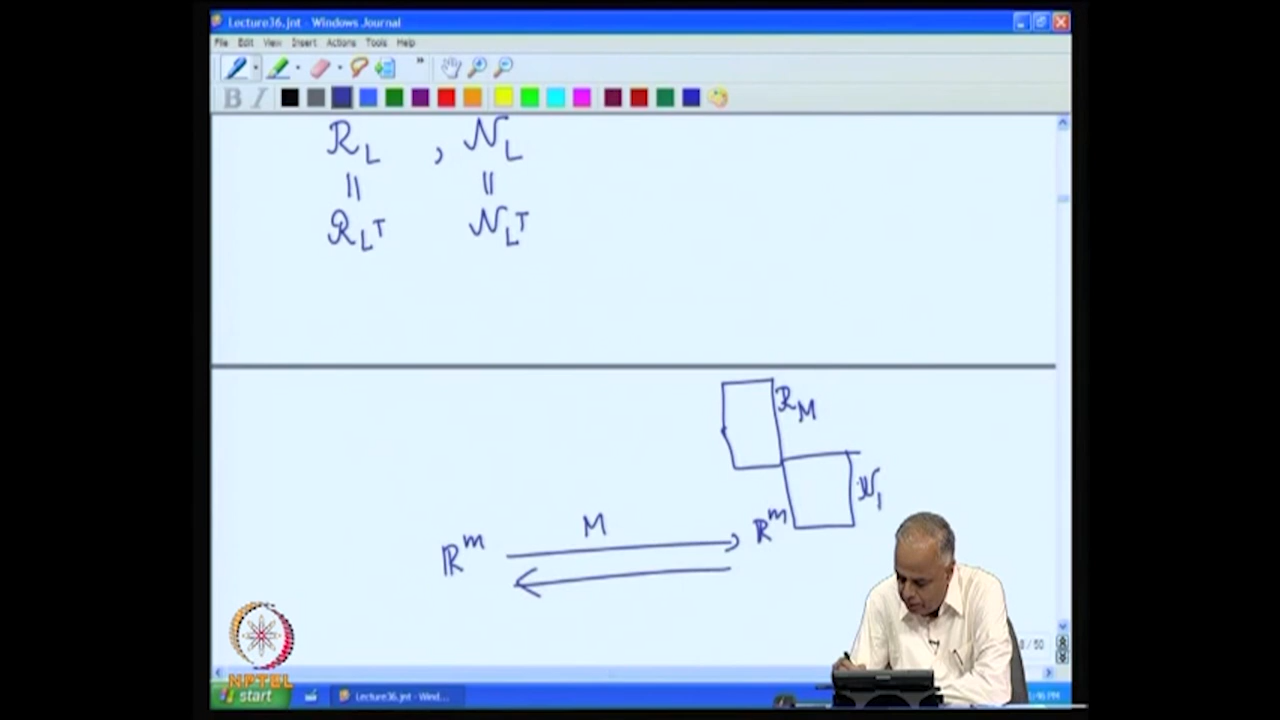 Lecture36.jnt - Windows Journal
File Edit View Insert Actions Tools Help
B I
R_L , N_L
= =
R_L^T N_L^T
R_M
N_1
M
R^m R^m
NPTEL
start Lecture36.jnt - Wind...